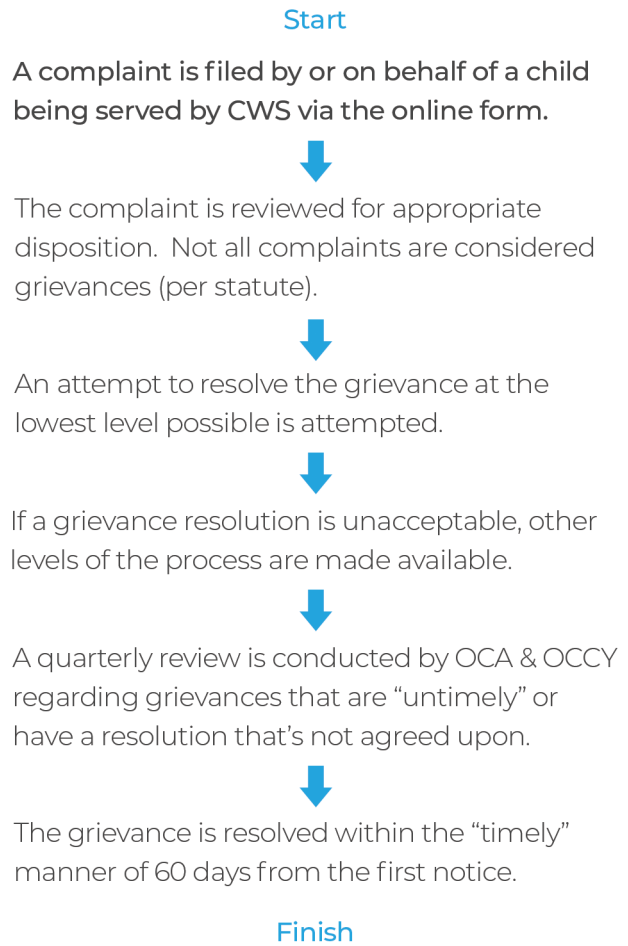 Start
A complaint is filed by or on behalf of a child
being served by CWS via the online form.
The complaint is reviewed for appropriate
disposition.  Not all complaints are considered
grievances (per statute).
An attempt to resolve the grievance at the
lowest level possible is attempted.
If a grievance resolution is unacceptable, other
levels of the process are made available.
A quarterly review is conducted by OCA & OCCY
regarding grievances that are “untimely” or
have a resolution that’s not agreed upon.
The grievance is resolved within the “timely”
manner of 60 days from the first notice.
Finish